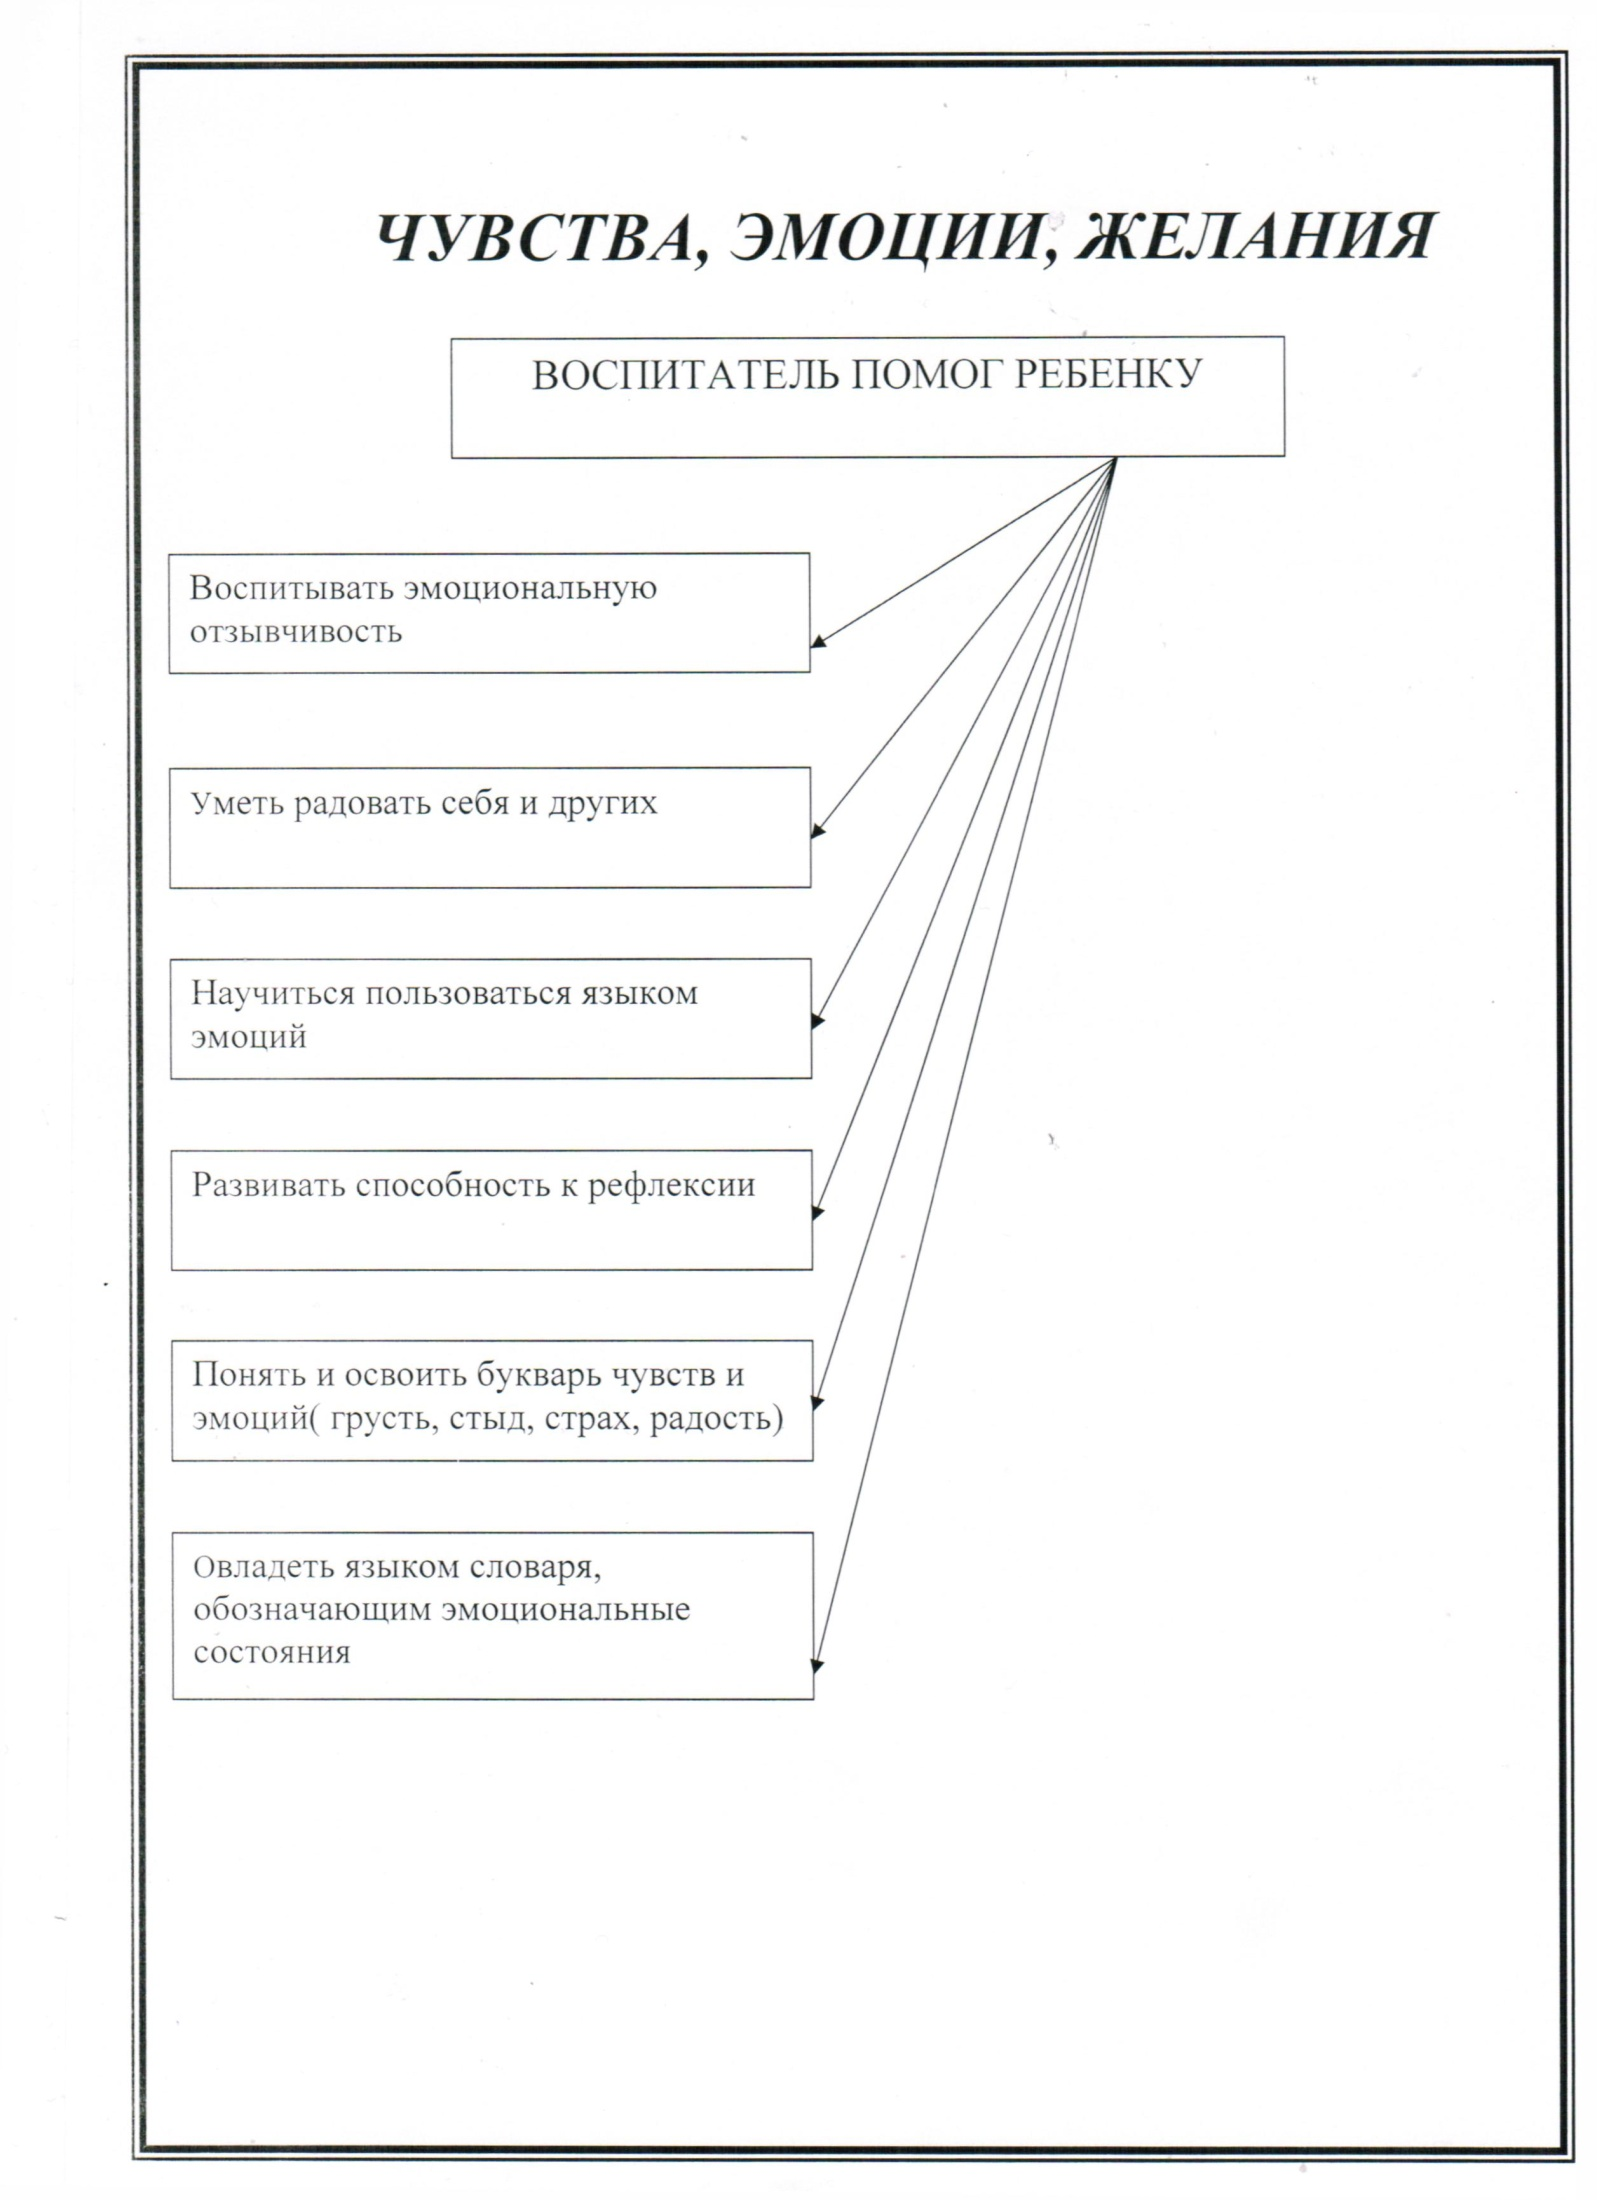 ЧУВСТВА, ЭМОЦИИ, ЖЕЛАНИЯ
ВОСПИТАТЕЛЬ ПОМОГ РЕБЕНКУ
Воспитывать эмоциональную
отзывчивость
Уметь радовать себя и других
Научиться пользоваться языком
эмоций
Развивать способность к рефлексии
Понять и освоить букварь чувств и
эмоций( грусть, стыд, страх, радость)
Овладеть языком словаря,
обозначающим эмоциональные
состояния